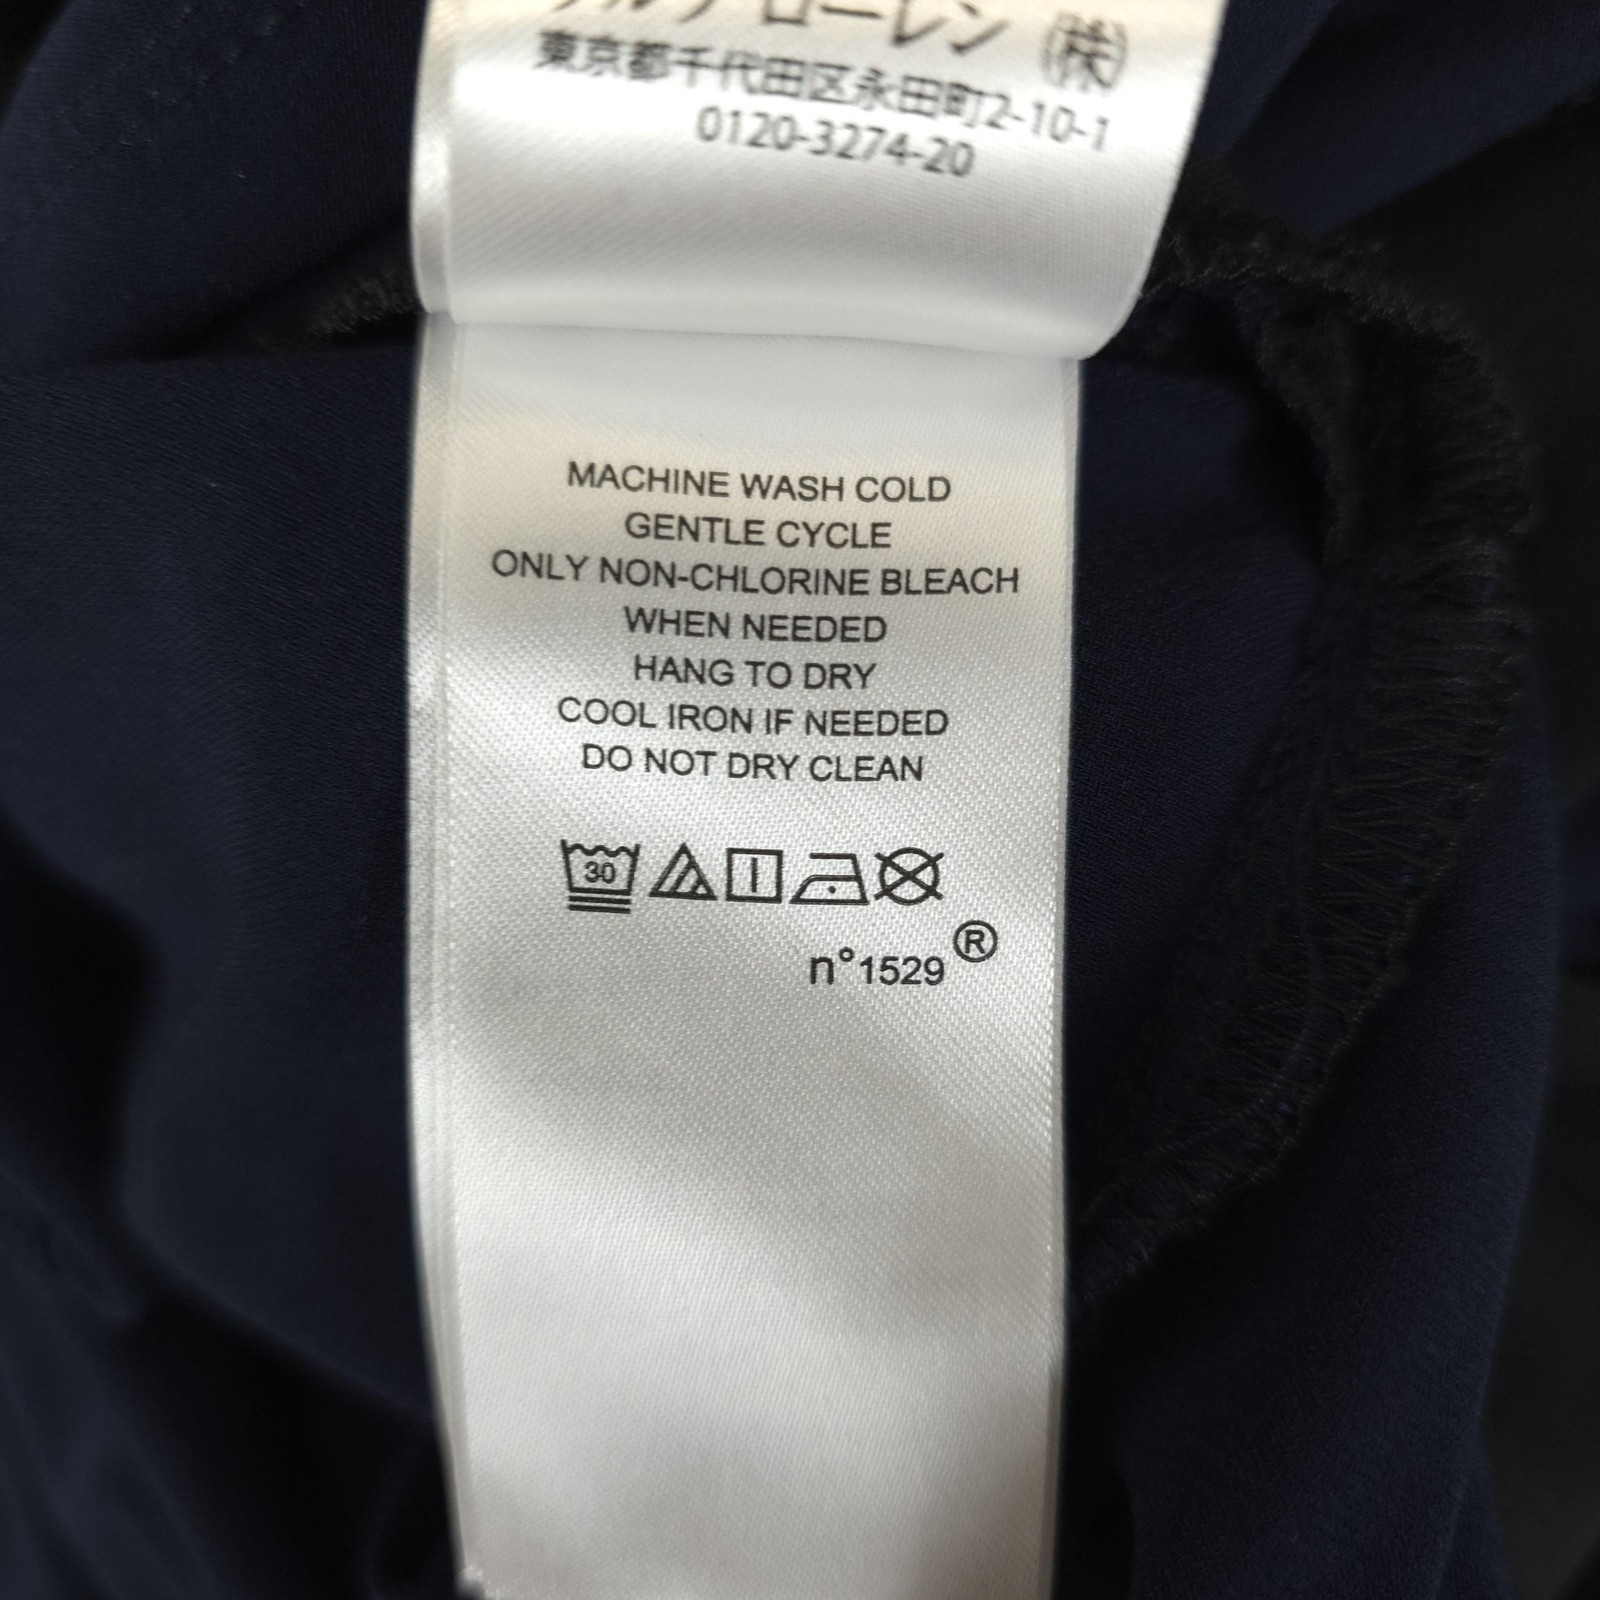 ローレン (株)
東京都千代田区永田町2-10-1
0120-3274-20
MACHINE WASH COLD
GENTLE CYCLE
ONLY NON-CHLORINE BLEACH
WHEN NEEDED
HANG TO DRY
COOL IRON IF NEEDED
DO NOT DRY CLEAN
30
n°1529®